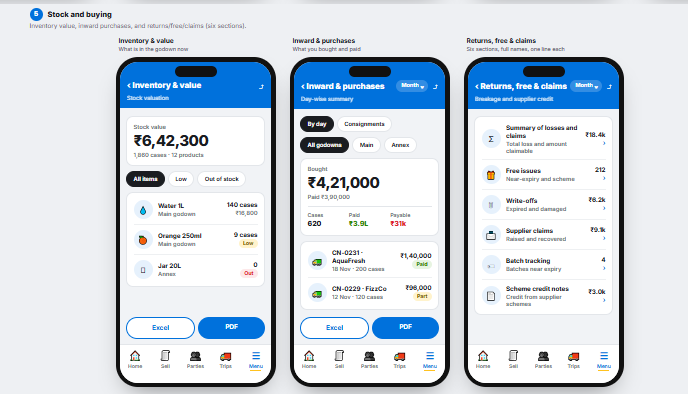 5 Stock and buying
Inventory value, inward purchases, and returns/free/claims (six sections).
Inventory & value
What is in the godown now
‹ Inventory & value
Stock valuation
Stock value
₹6,42,300
1,860 cases · 12 products
All items Low Out of stock
Water 1L 140 cases
Main godown ₹16,800
Orange 250ml 9 cases
Main godown Low
Jar 20L 0
Annex Out
Excel PDF
Home Sell Parties Trips Menu
Inward & purchases
What you bought and paid
‹ Inward & purchases Month
Day-wise summary
By day Consignments
All godowns Main Annex
Bought
₹4,21,000
Paid ₹3,90,000
Cases Paid Payable
620 ₹3.9L ₹31k
CN-0231 · AquaFresh ₹1,40,000
18 Nov · 200 cases Paid
CN-0229 · FizzCo ₹96,000
12 Nov · 120 cases Part
Excel PDF
Home Sell Parties Trips Menu
Returns, free & claims
Six sections, full names, one line each
‹ Returns, free & claims Month
Breakage and supplier credit
Σ Summary of losses and claims ₹18.4k ›
Total loss and amount claimable
Free issues 212
Near-expiry and scheme ›
Write-offs ₹6.2k
Expired and damaged ›
Supplier claims ₹9.1k
Raised and recovered ›
Batch tracking 4
Batches near expiry ›
Scheme credit notes ₹3.0k
Credit from supplier schemes ›
Home Sell Parties Trips Menu